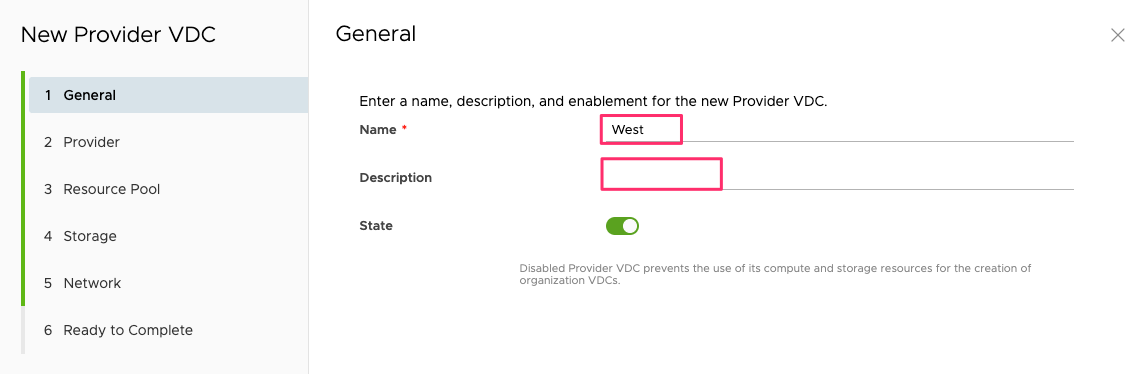 New Provider VDC
1 General
2 Provider
3 Resource Pool
4 Storage
5 Network
6 Ready to Complete
General
Enter a name, description, and enablement for the new Provider VDC.
Name *
West
Description
State
Disabled Provider VDC prevents the use of its compute and storage resources for the creation of
organization VDCs.